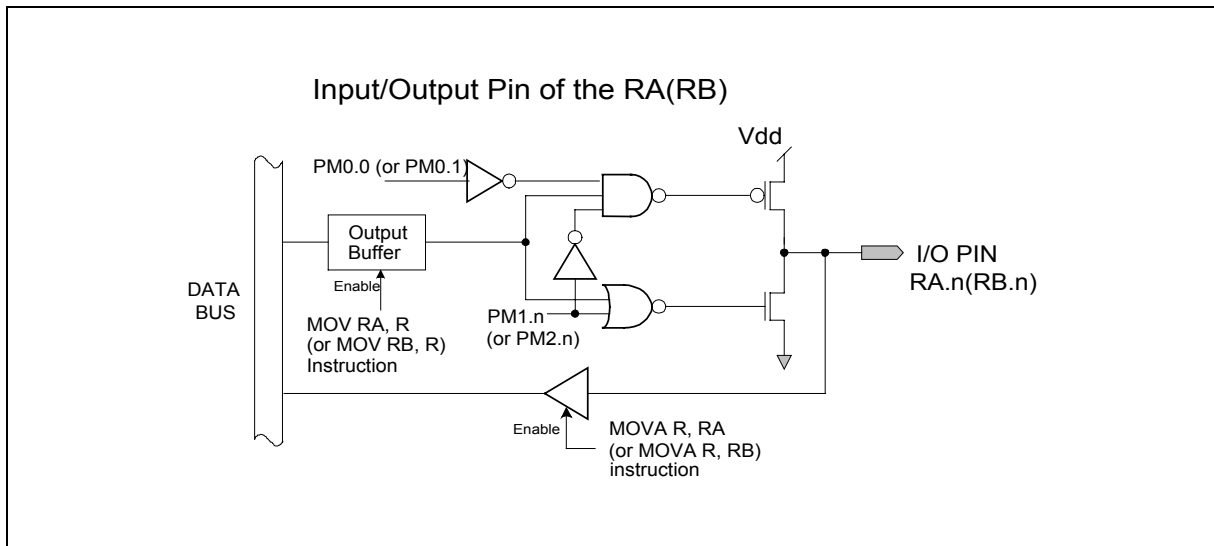 Input/Output Pin of the RA(RB)
Vdd
PM0.0 (or PM0.1)
Output
Buffer
Enable
DATA
BUS
MOV RA, R
(or MOV RB, R)
Instruction
PM1.n
(or PM2.n)
I/O PIN
RA.n(RB.n)
Enable
MOVA R, RA
(or MOVA R, RB)
instruction